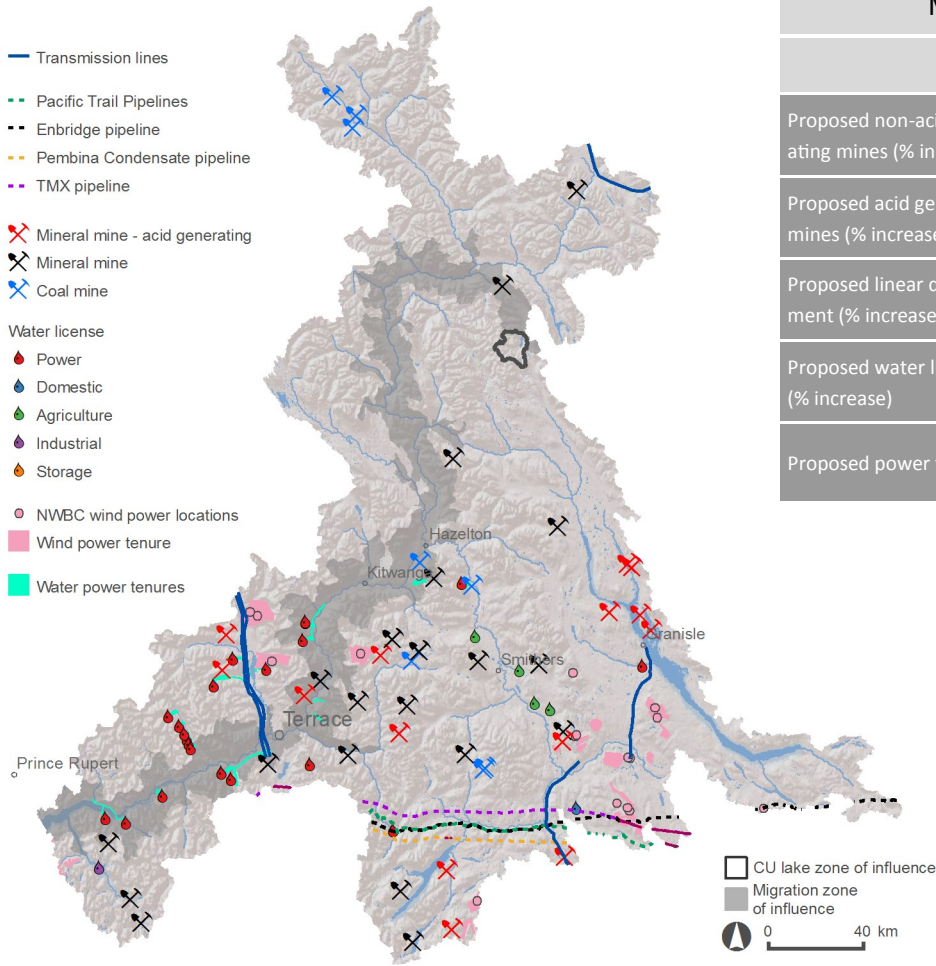 M
Transmission lines
Pacific Trail Pipelines
Enbridge pipeline
Pembina Condensate pipeline
TMX pipeline
Mineral mine - acid generating
Mineral mine
Coal mine
Water license
Power
Domestic
Agriculture
Industrial
Storage
NWBC wind power locations
Wind power tenure
Water power tenures
Proposed non-aci
ating mines (% in
Proposed acid ge
mines (% increase
Proposed linear d
ment (% increase
Proposed water l
(% increase)
Proposed power
Hazelton
Kitwanga
Granisle
Smithers
Terrace
Prince Rupert
CU lake zone of influence
Migration zone
of influence
0 40 km